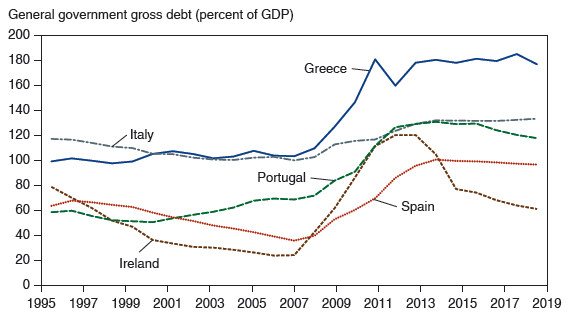 General government gross debt (percent of GDP)
200
180
160
140
120
100
80
60
40
20
0
Greece
Italy
Portugal
Spain
Ireland
1995 1997 1999 2001 2003 2005 2007 2009 2011 2013 2015 2017 2019